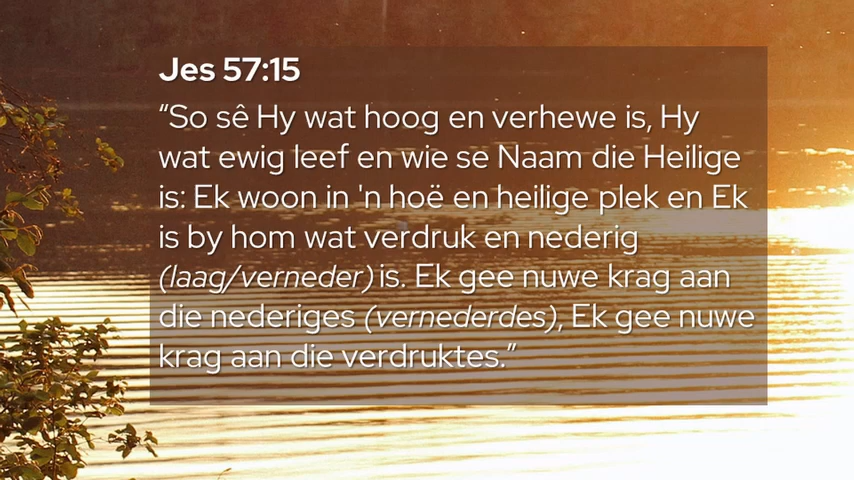 Jes 57:15
“So sê Hy wat hoog en verhewe is, Hy
wat ewig leef en wie se Naam die Heilige
is: Ek woon in 'n hoë en heilige plek en Ek
is by hom wat verdruk en nederig
(laag/verneder) is. Ek gee nuwe krag aan
die nederiges (vernederdes), Ek gee nuwe
krag aan die verdruktes.”